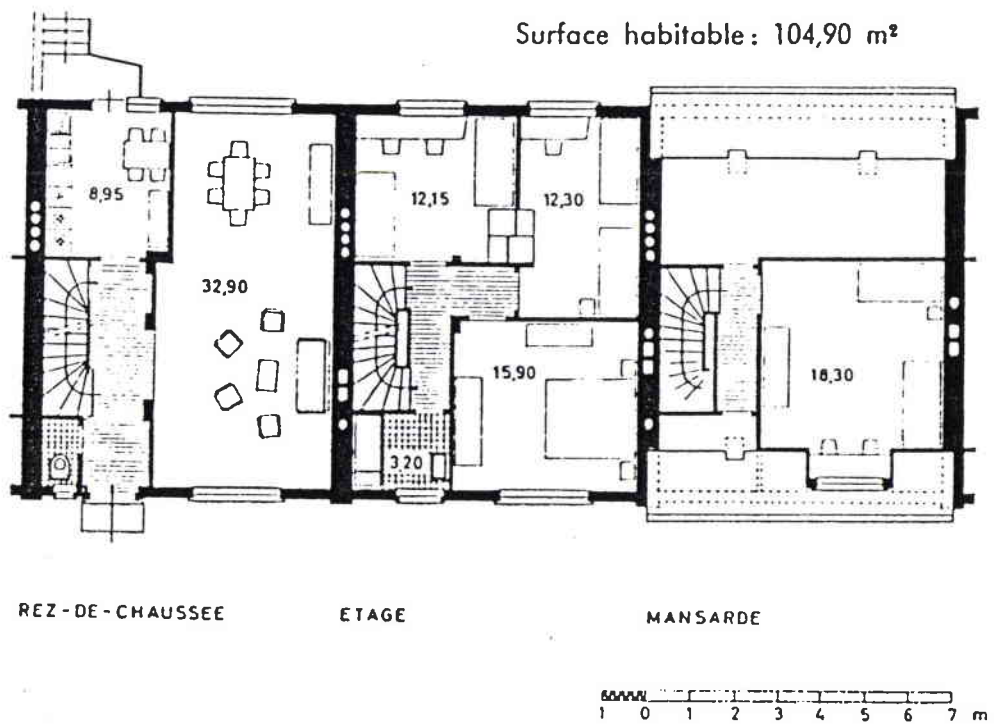 Surface habitable: 104,90 m²
8,95
12,15
12,30
32,90
15,90
18,30
3,20
REZ-DE-CHAUSSEE
ETAGE
MANSARDE
1 0 1 2 3 4 5 6 7 m